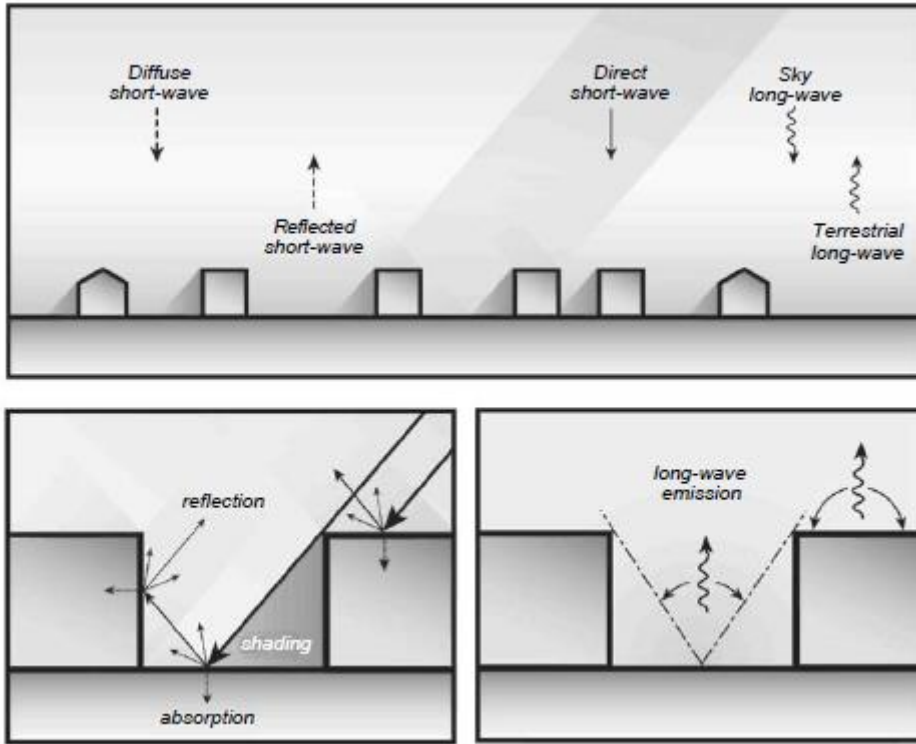 Diffuse
short-wave
Direct
short-wave
Sky
long-wave
Reflected
short-wave
Terrestrial
long-wave
reflection
shading
absorption
long-wave
emission